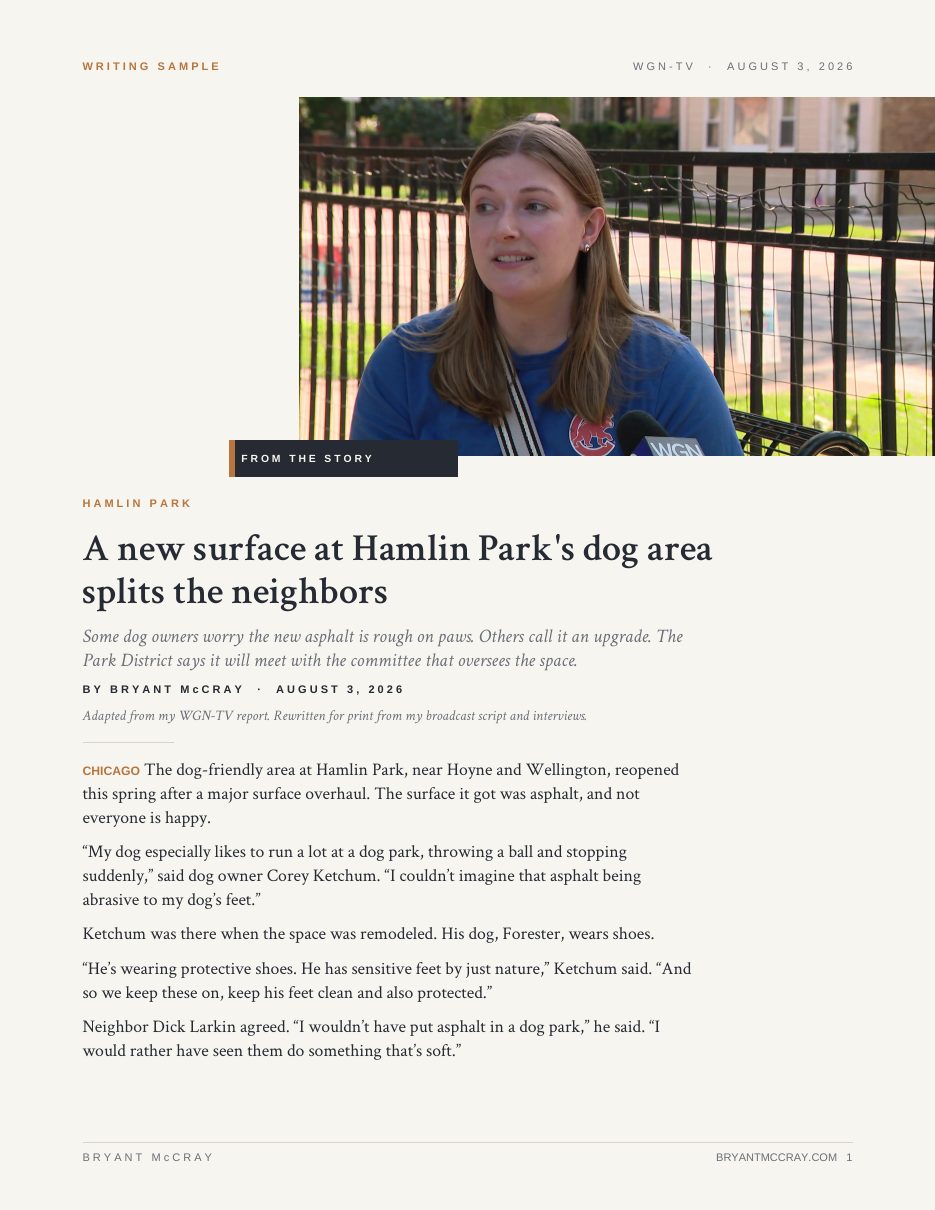 WRITING SAMPLE
WGN-TV · AUGUST 3, 2026
WGN
FROM THE STORY
HAMLIN PARK
A new surface at Hamlin Park's dog area
splits the neighbors
Some dog owners worry the new asphalt is rough on paws. Others call it an upgrade. The
Park District says it will meet with the committee that oversees the space.
BY BRYANT McCRAY · AUGUST 3, 2026
Adapted from my WGN-TV report. Rewritten for print from my broadcast script and interviews.
CHICAGO The dog-friendly area at Hamlin Park, near Hoyne and Wellington, reopened
this spring after a major surface overhaul. The surface it got was asphalt, and not
everyone is happy.
“My dog especially likes to run a lot at a dog park, throwing a ball and stopping
suddenly,” said dog owner Corey Ketchum. “I couldn’t imagine that asphalt being
abrasive to my dog’s feet.”
Ketchum was there when the space was remodeled. His dog, Forester, wears shoes.
“He’s wearing protective shoes. He has sensitive feet by just nature,” Ketchum said. “And
so we keep these on, keep his feet clean and also protected.”
Neighbor Dick Larkin agreed. “I wouldn’t have put asphalt in a dog park,” he said. “I
would rather have seen them do something that’s soft.”
BRYANT McCRAY
BRYANTMCCRAY.COM 1